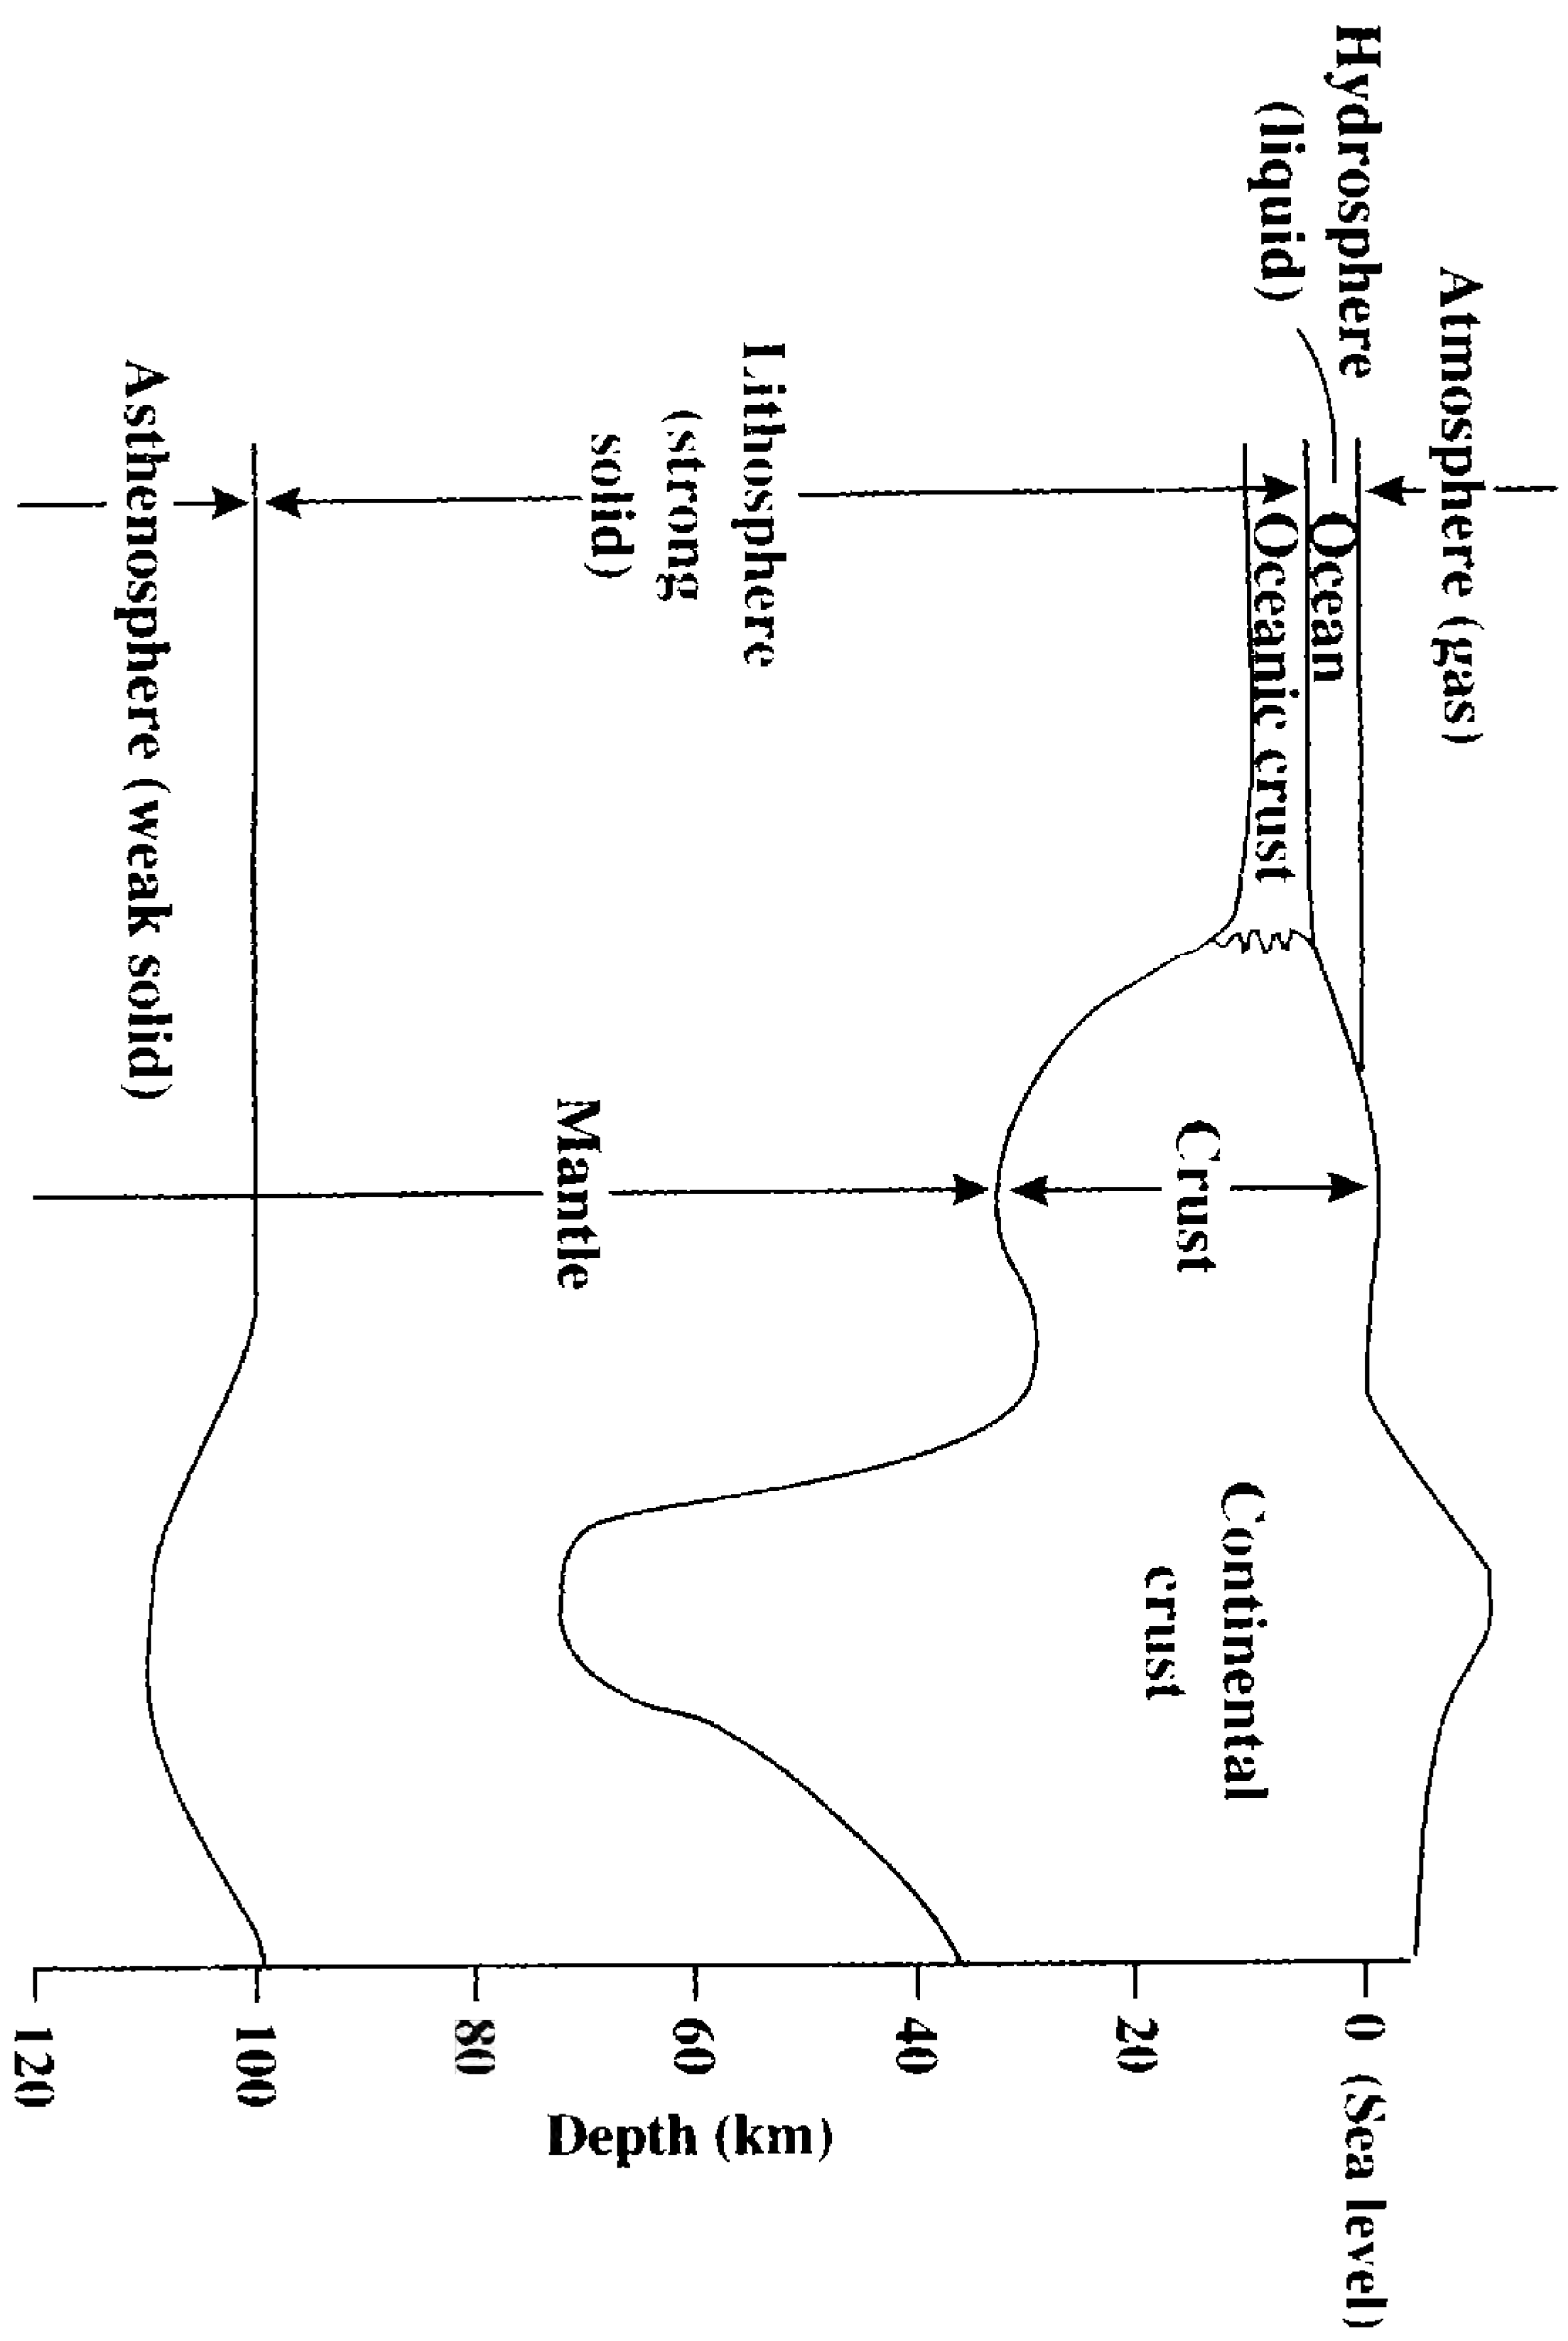 Atmosphere (gas)
Hydrosphere
(liquid)
Ocean
Oceanic crust
Lithosphere
(strong
solid)
Asthenosphere (weak solid)
Crust
Mantle
Continental
crust
0 (Sea level)
20
40
60
80
100
120
Depth (km)